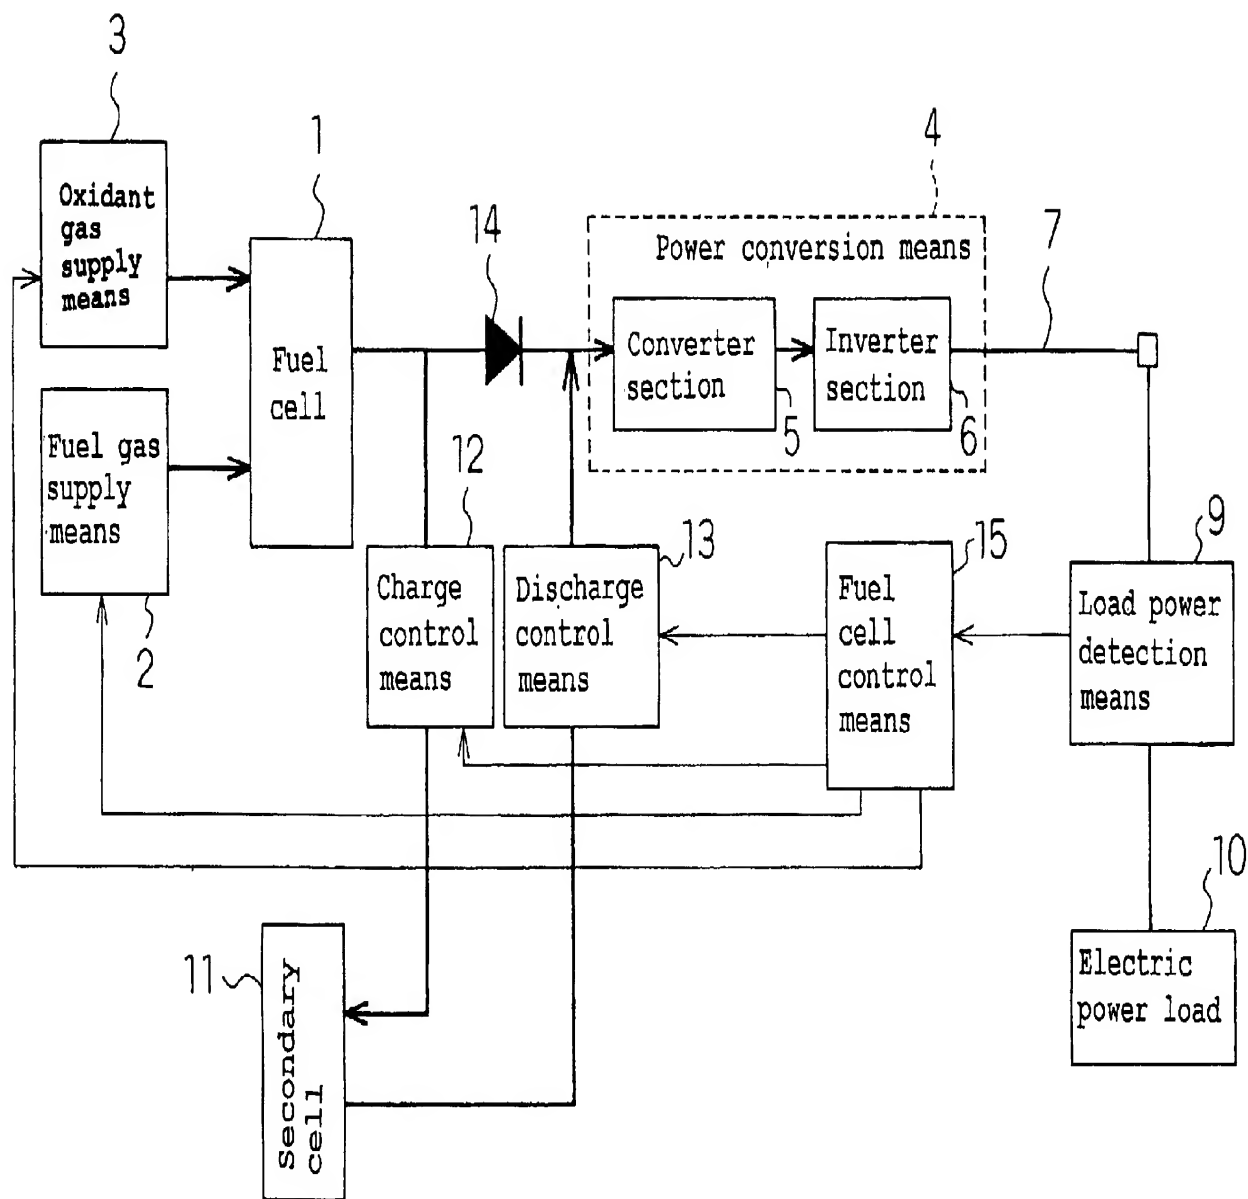 3
Oxidant
gas
supply
means
1
Fuel
cell
Fuel gas
supply
means
2
14
4
Power conversion means
Converter
section
5
Inverter
section
6
7
12
Charge
control
means
13
Discharge
control
means
15
Fuel
cell
control
means
9
Load power
detection
means
10
Electric
power load
11
Secondary
cell